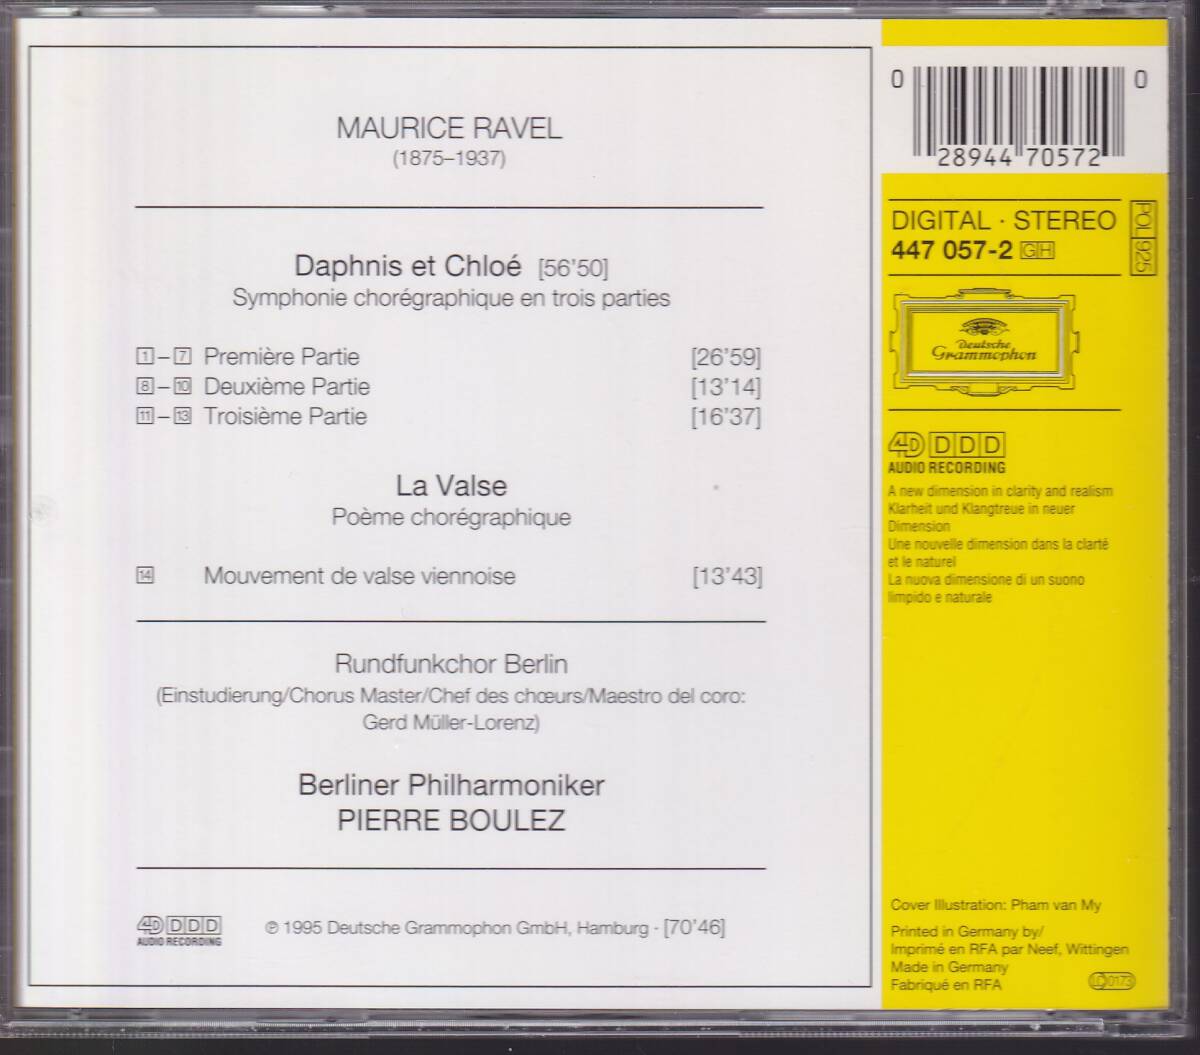 MAURICE RAVEL
(1875–1937)
Daphnis et Chloé [56'50]
Symphonie chorégraphique en trois parties
1 – 7 Première Partie [26'59]
8 – 10 Deuxième Partie [13'14]
11 – 13 Troisième Partie [16'37]
La Valse
Poème chorégraphique
14 Mouvement de valse viennoise [13'43]
Rundfunkchor Berlin
(Einstudierung/Chorus Master/Chef des chœurs/Maestro del coro:
Gerd Müller-Lorenz)
Berliner Philharmoniker
PIERRE BOULEZ
4D DDD
AUDIO RECORDING
℗ 1995 Deutsche Grammophon GmbH, Hamburg · [70'46]
0 28944 70572 0
DIGITAL · STEREO
447 057-2 GH
POL 925
Deutsche
Grammophon
4D DDD
AUDIO RECORDING
A new dimension in clarity and realism
Klarheit und Klangtreue in neuer
Dimension
Une nouvelle dimension dans la clarté
et le naturel
La nuova dimensione di un suono
limpido e naturale
Cover Illustration: Pham van My
Printed in Germany by/
Imprimé en RFA par Neef, Wittingen
Made in Germany
Fabriqué en RFA
LC 0173